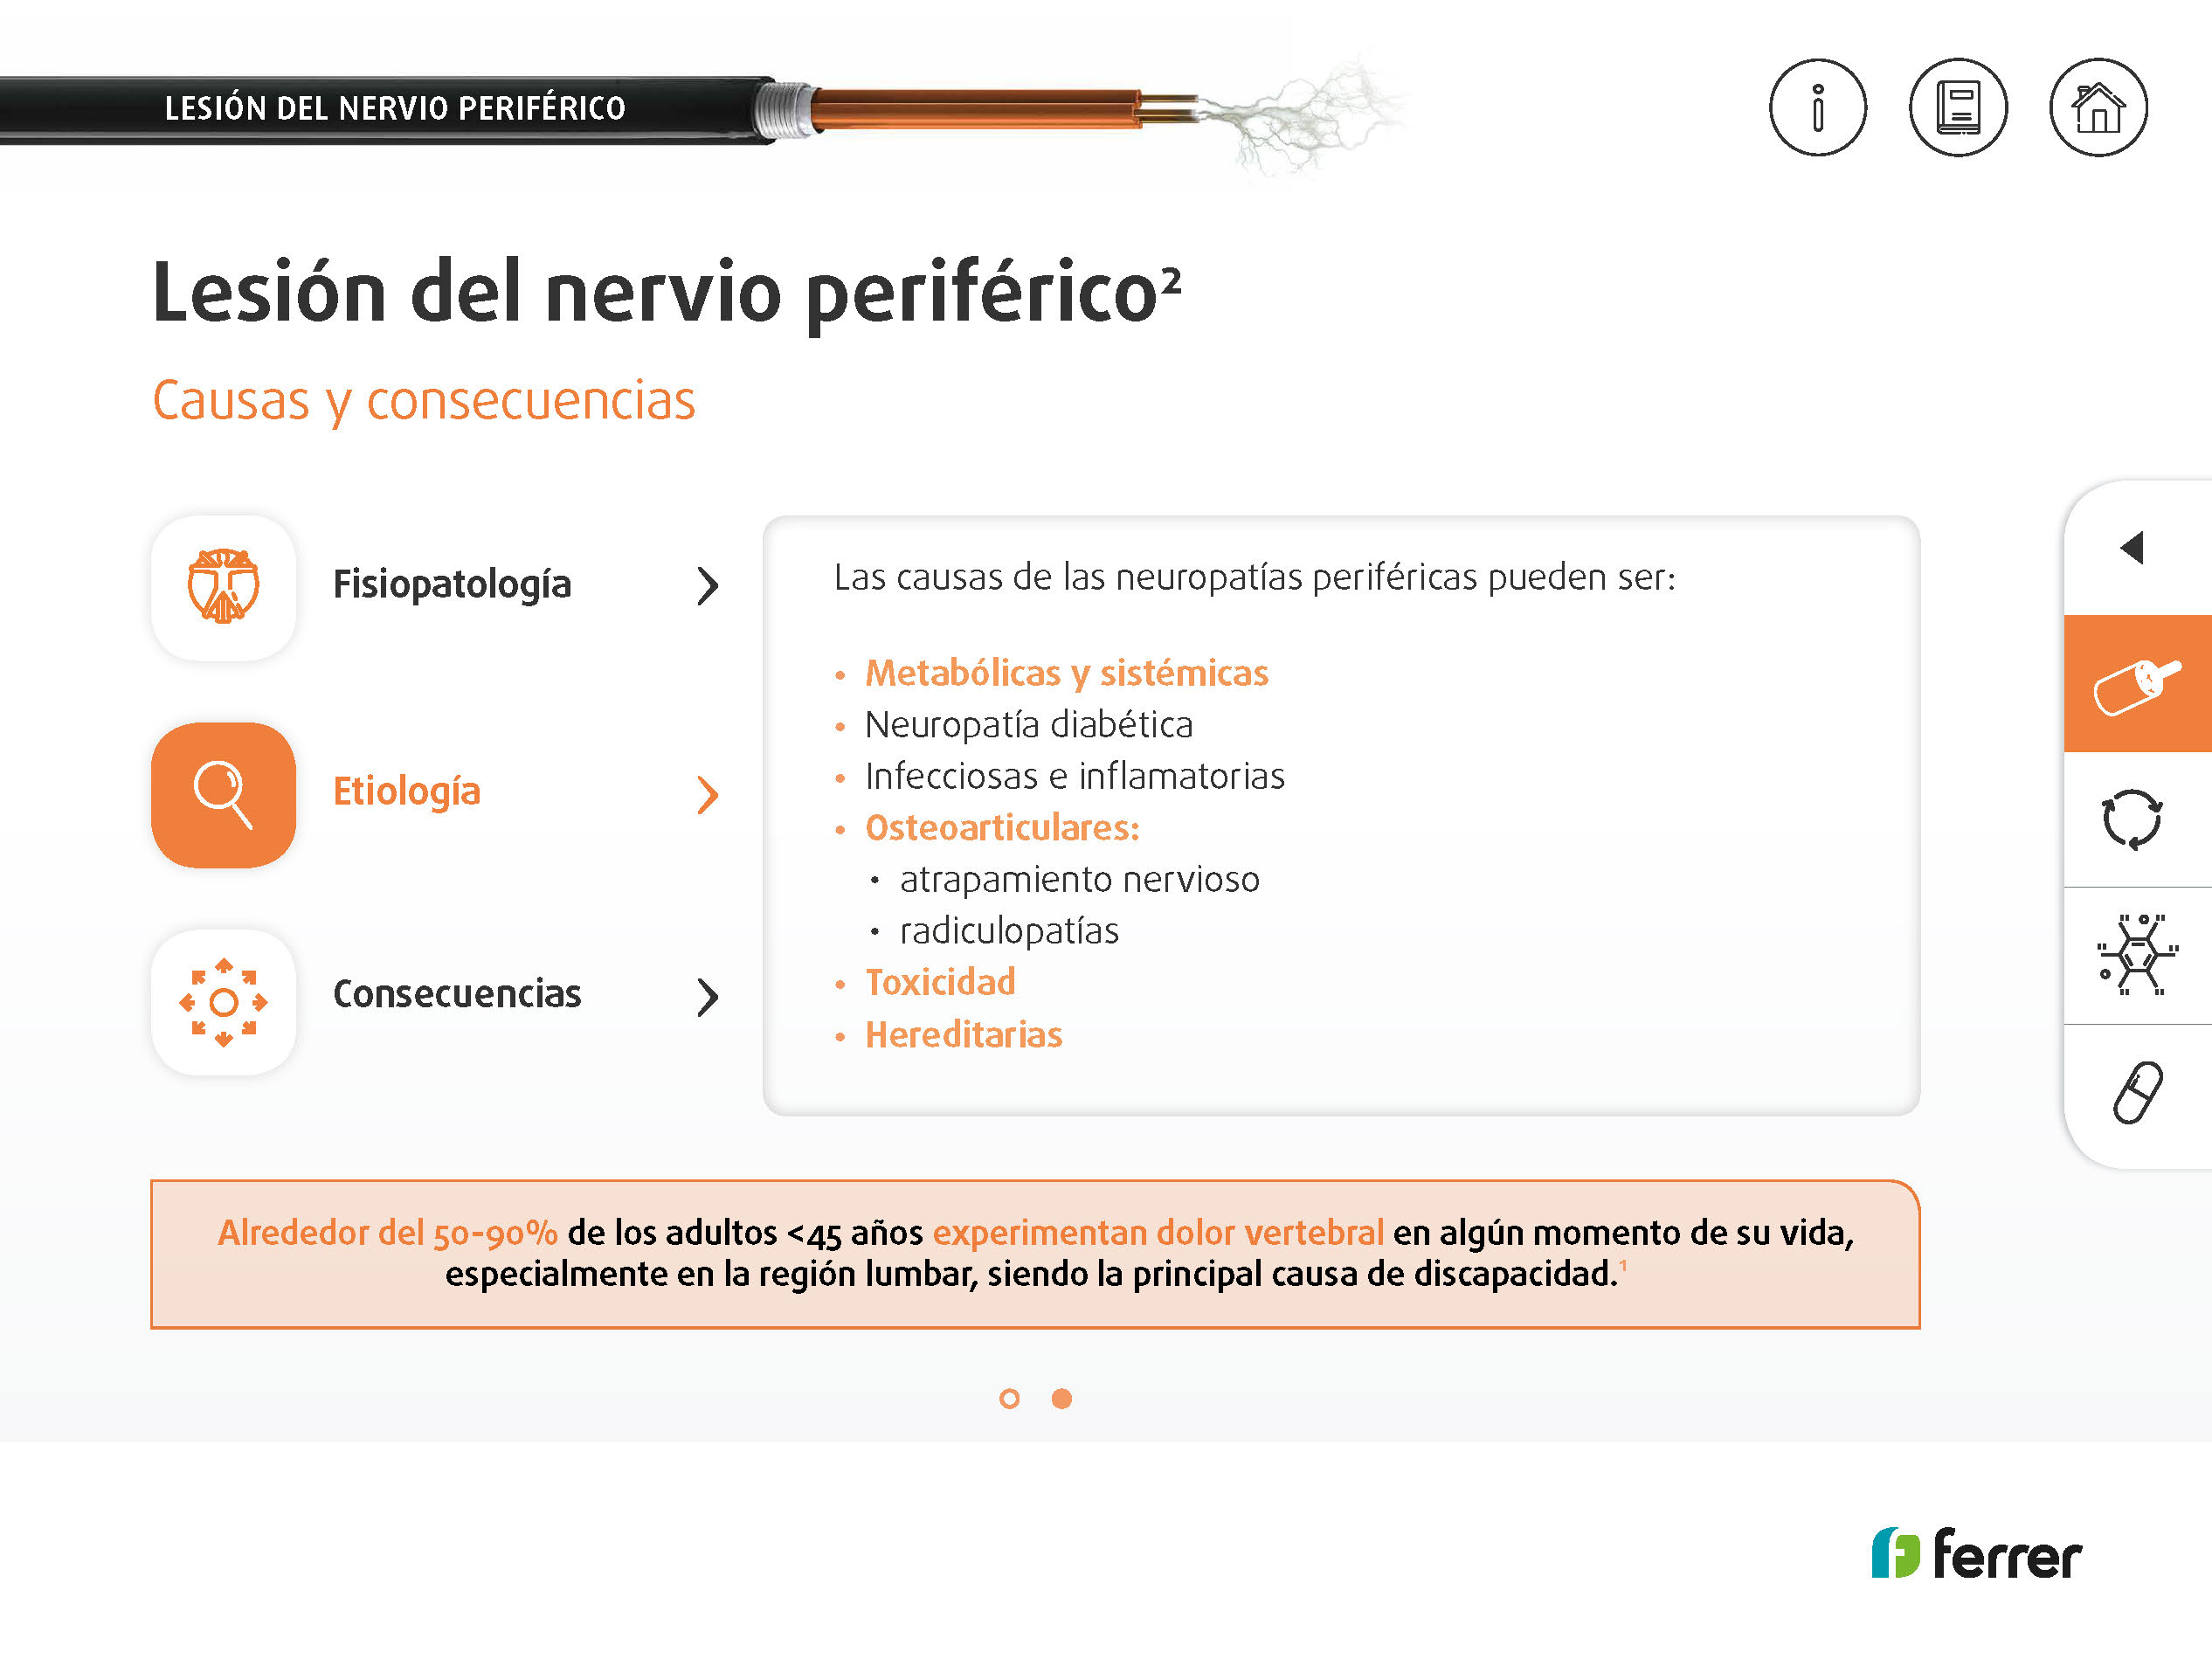 LESIÓN DEL NERVIO PERIFÉRICO
Lesión del nervio periférico²
Causas y consecuencias
Fisiopatología
Etiología
Consecuencias
Las causas de las neuropatías periféricas pueden ser:
• Metabólicas y sistémicas
• Neuropatía diabética
• Infecciosas e inflamatorias
• Osteoarticulares:
• atrapamiento nervioso
• radiculopatías
• Toxicidad
• Hereditarias
Alrededor del 50-90% de los adultos <45 años experimentan dolor vertebral en algún momento de su vida,
especialmente en la región lumbar, siendo la principal causa de discapacidad.¹
ferrer